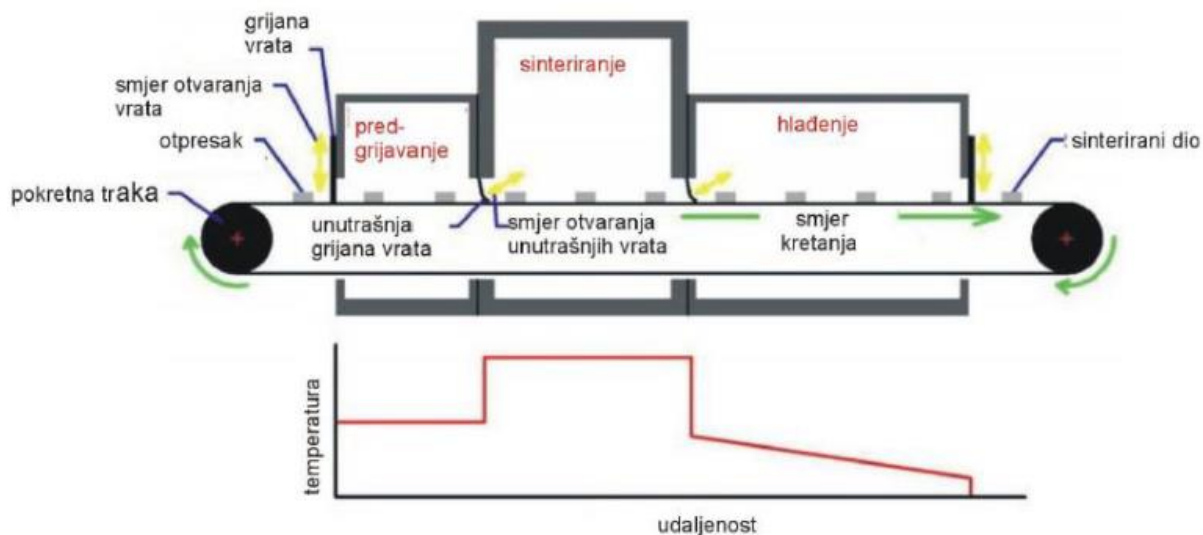 grijana
vrata
smjer otvaranja
vrata
otpresak
pokretna traka
pred-
grijavanje
sinteriranje
hlađenje
sinterirani dio
unutrašnja
grijana vrata
smjer otvaranja
unutrašnjih vrata
smjer
kretanja
temperatura
udaljenost